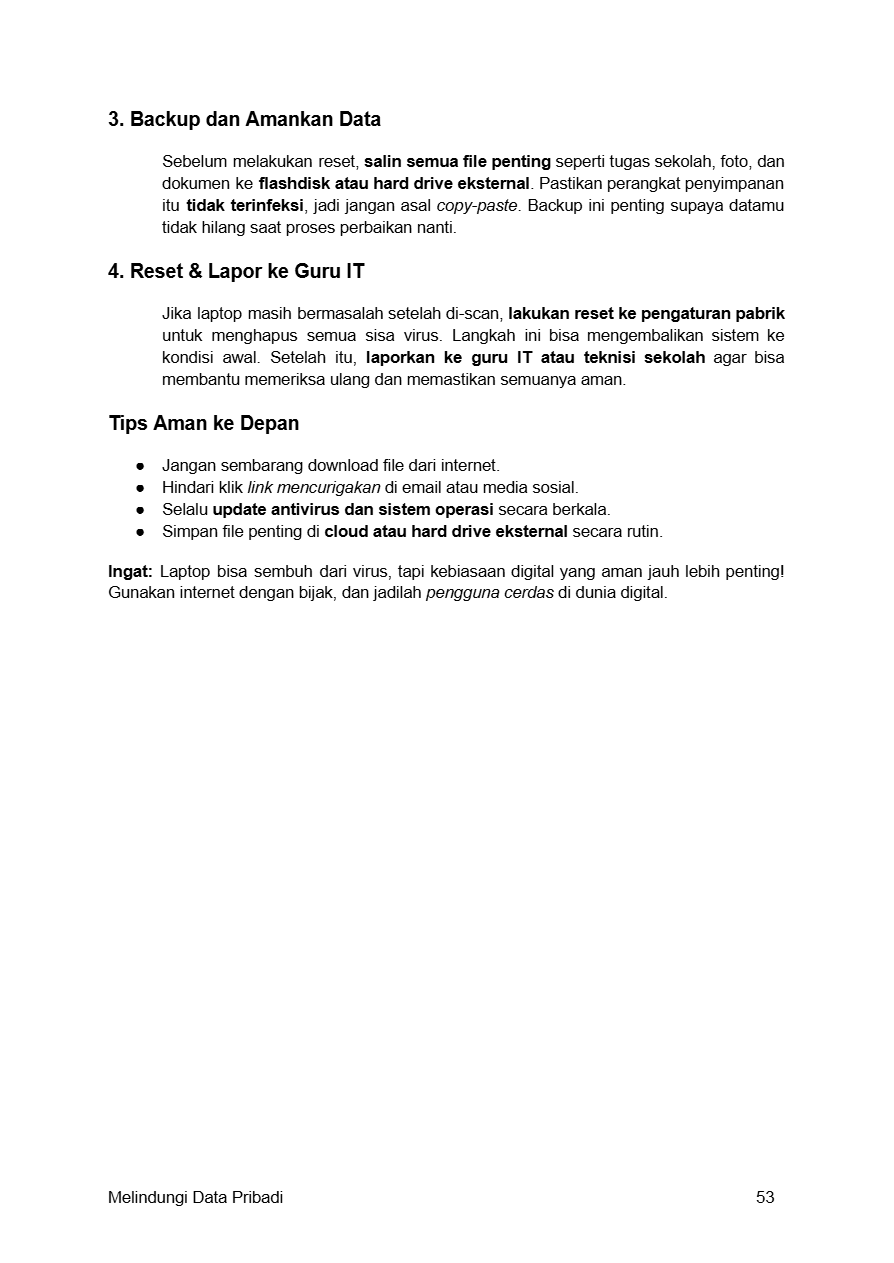 3. Backup dan Amankan Data
Sebelum melakukan reset, salin semua file penting seperti tugas sekolah, foto, dan
dokumen ke flashdisk atau hard drive eksternal. Pastikan perangkat penyimpanan
itu tidak terinfeksi, jadi jangan asal copy-paste. Backup ini penting supaya datamu
tidak hilang saat proses perbaikan nanti.
4. Reset & Lapor ke Guru IT
Jika laptop masih bermasalah setelah di-scan, lakukan reset ke pengaturan pabrik
untuk menghapus semua sisa virus. Langkah ini bisa mengembalikan sistem ke
kondisi awal. Setelah itu, laporkan ke guru IT atau teknisi sekolah agar bisa
membantu memeriksa ulang dan memastikan semuanya aman.
Tips Aman ke Depan
● Jangan sembarang download file dari internet.
● Hindari klik link mencurigakan di email atau media sosial.
● Selalu update antivirus dan sistem operasi secara berkala.
● Simpan file penting di cloud atau hard drive eksternal secara rutin.
Ingat: Laptop bisa sembuh dari virus, tapi kebiasaan digital yang aman jauh lebih penting!
Gunakan internet dengan bijak, dan jadilah pengguna cerdas di dunia digital.
Melindungi Data Pribadi 53